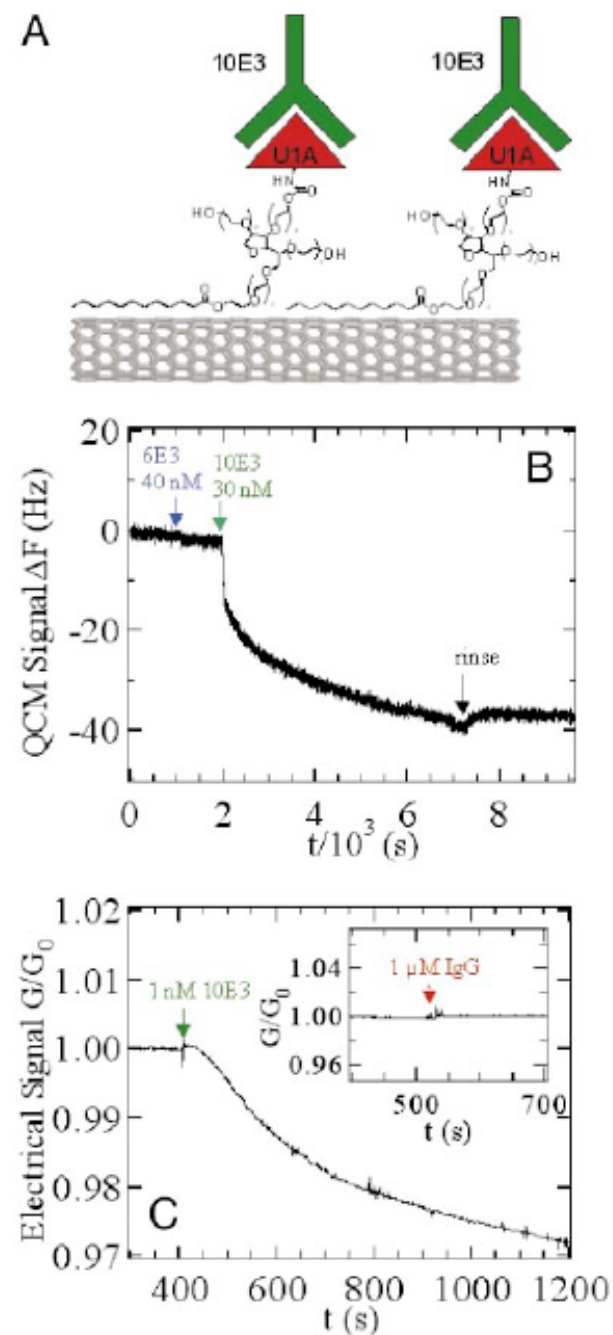 A
10E3 10E3
U1A U1A
HN O HN O
HO HO
OH OH
O O
B
20
0
-20
-40
QCM Signal ΔF (Hz)
6E3
40 nM
10E3
30 nM
rinse
0 2 4 6 8
t/10³ (s)
C
1.02
1.01
1.00
0.99
0.98
0.97
Electrical Signal G/G₀
1 nM 10E3
1 μM IgG
1.04
1.00
0.96
G/G₀
500 700
t (s)
400 600 800 1000 1200
t (s)